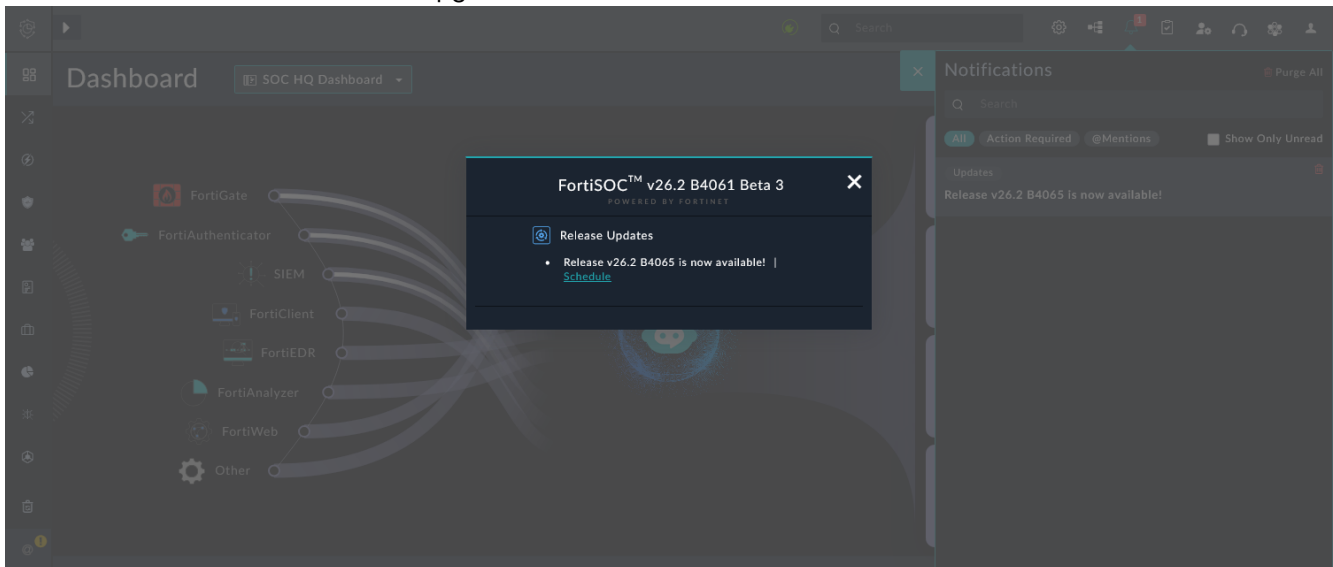 Search
1
Dashboard
SOC HQ Dashboard
Notifications
Purge All
Search
All
Action Required
@Mentions
Show Only Unread
Updates
Release v26.2 B4065 is now available!
FortiGate
FortiAuthenticator
SIEM
FortiClient
FortiEDR
FortiAnalyzer
FortiWeb
Other
FortiSOC™ v26.2 B4061 Beta 3
POWERED BY FORTINET
Release Updates
• Release v26.2 B4065 is now available! |
Schedule